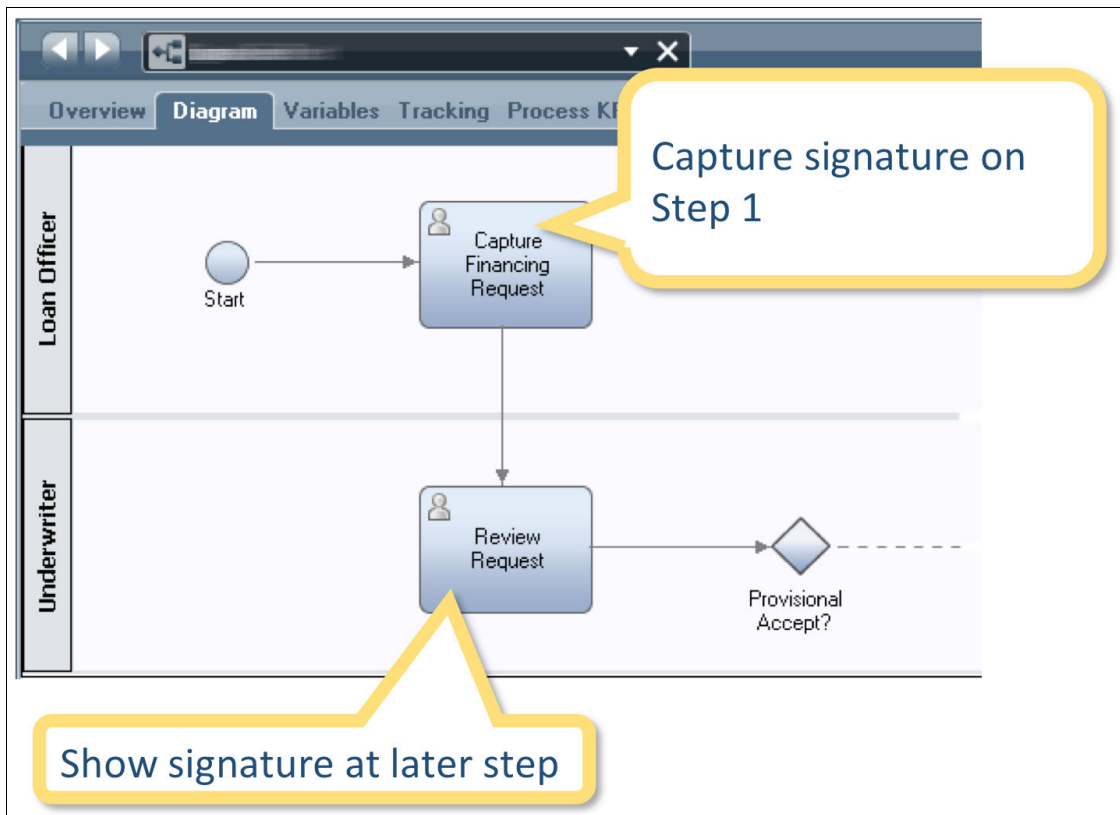 Overview Diagram Variables Tracking Process
Capture signature on
Step 1
Loan Officer
Start
Capture
Financing
Request
Underwriter
Review
Request
Provisional
Accept?
Show signature at later step